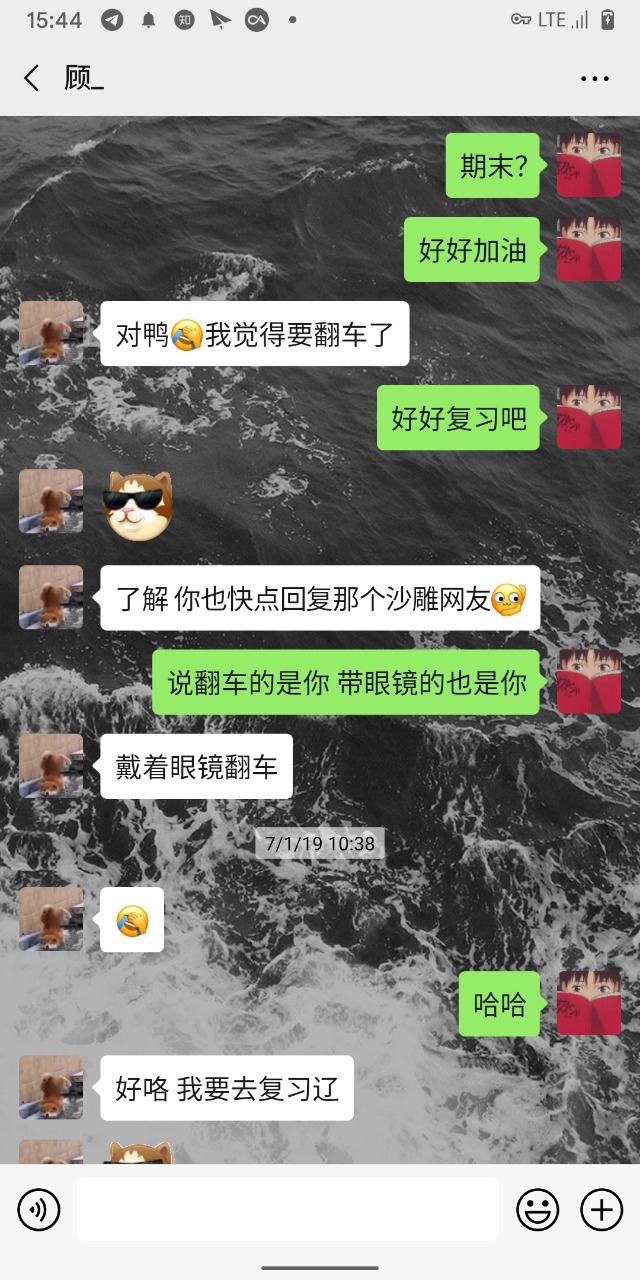 15:44
知
LTE
顾_
期末？
好好加油
对鸭🤦我觉得要翻车了
好好复习吧
了解 你也快点回复那个沙雕网友🫣
说翻车的是你 带眼镜的也是你
戴着眼镜翻车
7/1/19 10:38
哈哈
好咯 我要去复习辽